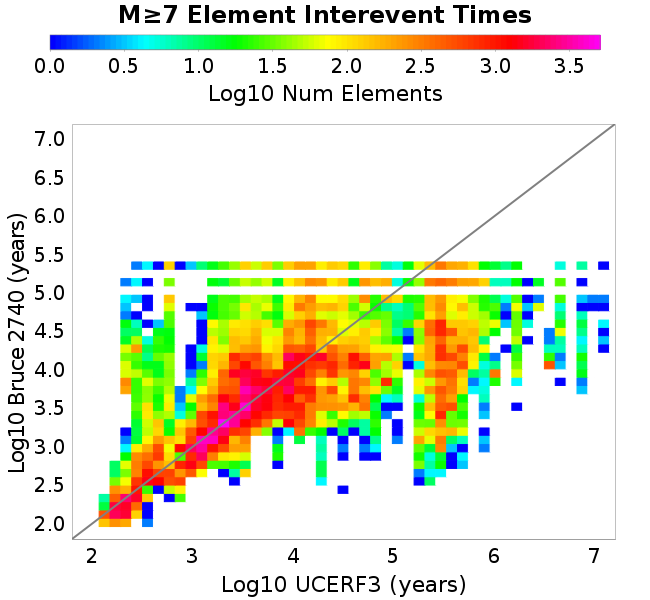 M≥7 Element Interevent Times
0.0 0.5 1.0 1.5 2.0 2.5 3.0 3.5
Log10 Num Elements
Log10 Bruce 2740 (years)
7.0
6.5
6.0
5.5
5.0
4.5
4.0
3.5
3.0
2.5
2.0
2 3 4 5 6 7
Log10 UCERF3 (years)